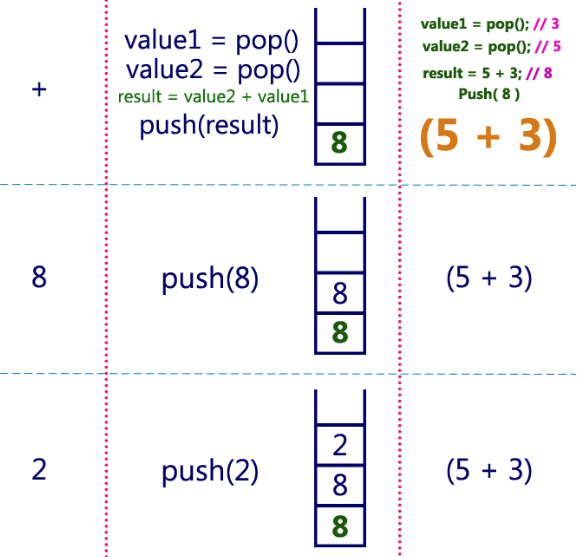 +
value1 = pop()
value2 = pop()
result = value2 + value1
push(result)
8
value1 = pop(); // 3
value2 = pop(); // 5
result = 5 + 3; // 8
Push( 8 )
(5 + 3)
8
push(8)
8
8
(5 + 3)
2
push(2)
2
8
8
(5 + 3)